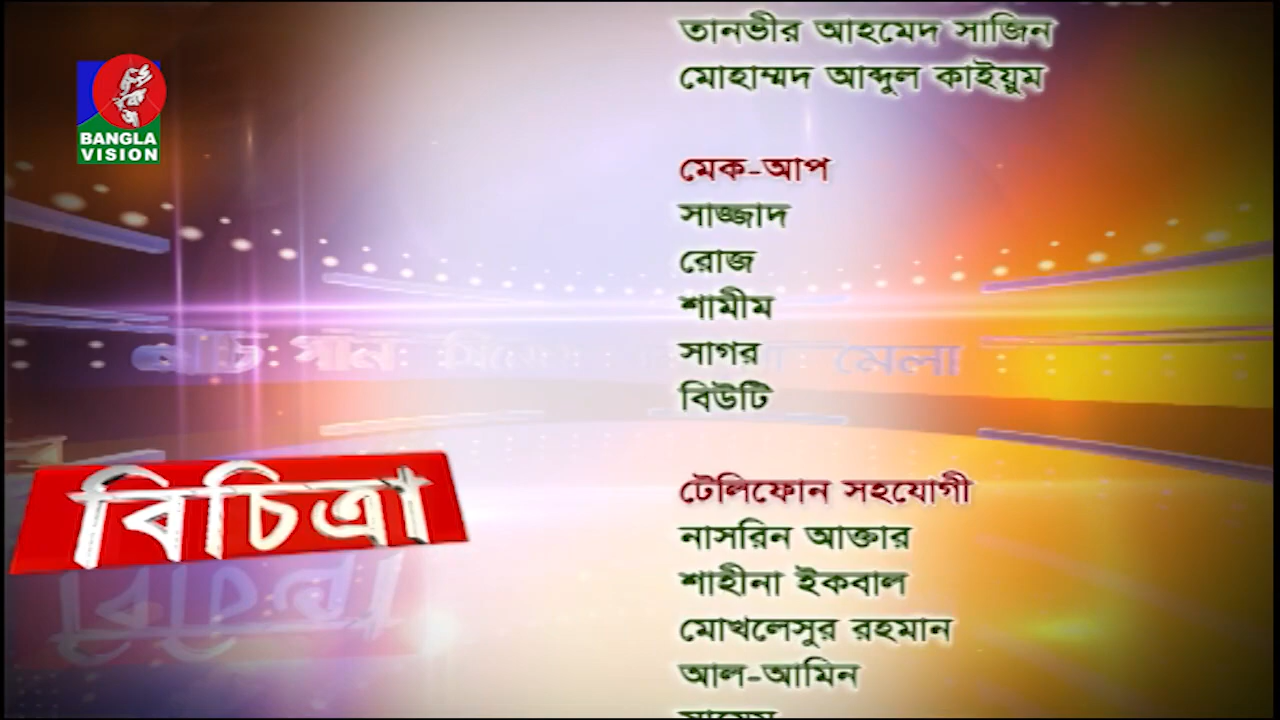 তানভীর আহমেদ সাজিন
মোহাম্মদ আব্দুল কাইয়ুম
BANGLA
VISION
মেক-আপ
সাজ্জাদ
রোজ
শামীম
সাগর
বিউটি
গান
মেলা
বিচিত্রা
টেলিফোন সহযোগী
নাসরিন আক্তার
শাহীনা ইকবাল
মোখলেসুর রহমান
আল-আমিন